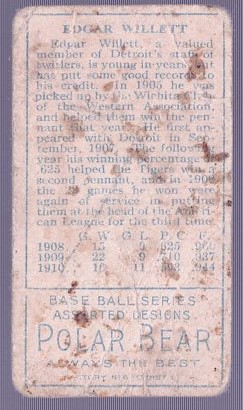 EDGAR WILLETT
Edgar Willett, a valued
member of Detroit's staff of
twirlers, is young in years, but
has put some good records to
his credit. In 1905 he was
picked up by the Wichita Club
of the Western Association,
and helped them win the pen-
nant that year. He first ap-
peared with Detroit in Sep-
tember, 1907. The following
year his winning percentage of
.625 helped the Tigers win a
second pennant, and in 1909
the games he won were
again of service in putting
them at the head of the Ameri-
can League for the third time.
G. W. G. L. P. C. F.
1908 15 9 .625
1909 22 9 .710
1910 16 11
BASE BALL SERIES
ASSORTED DESIGNS
POLAR BEAR
ALWAYS THE BEST